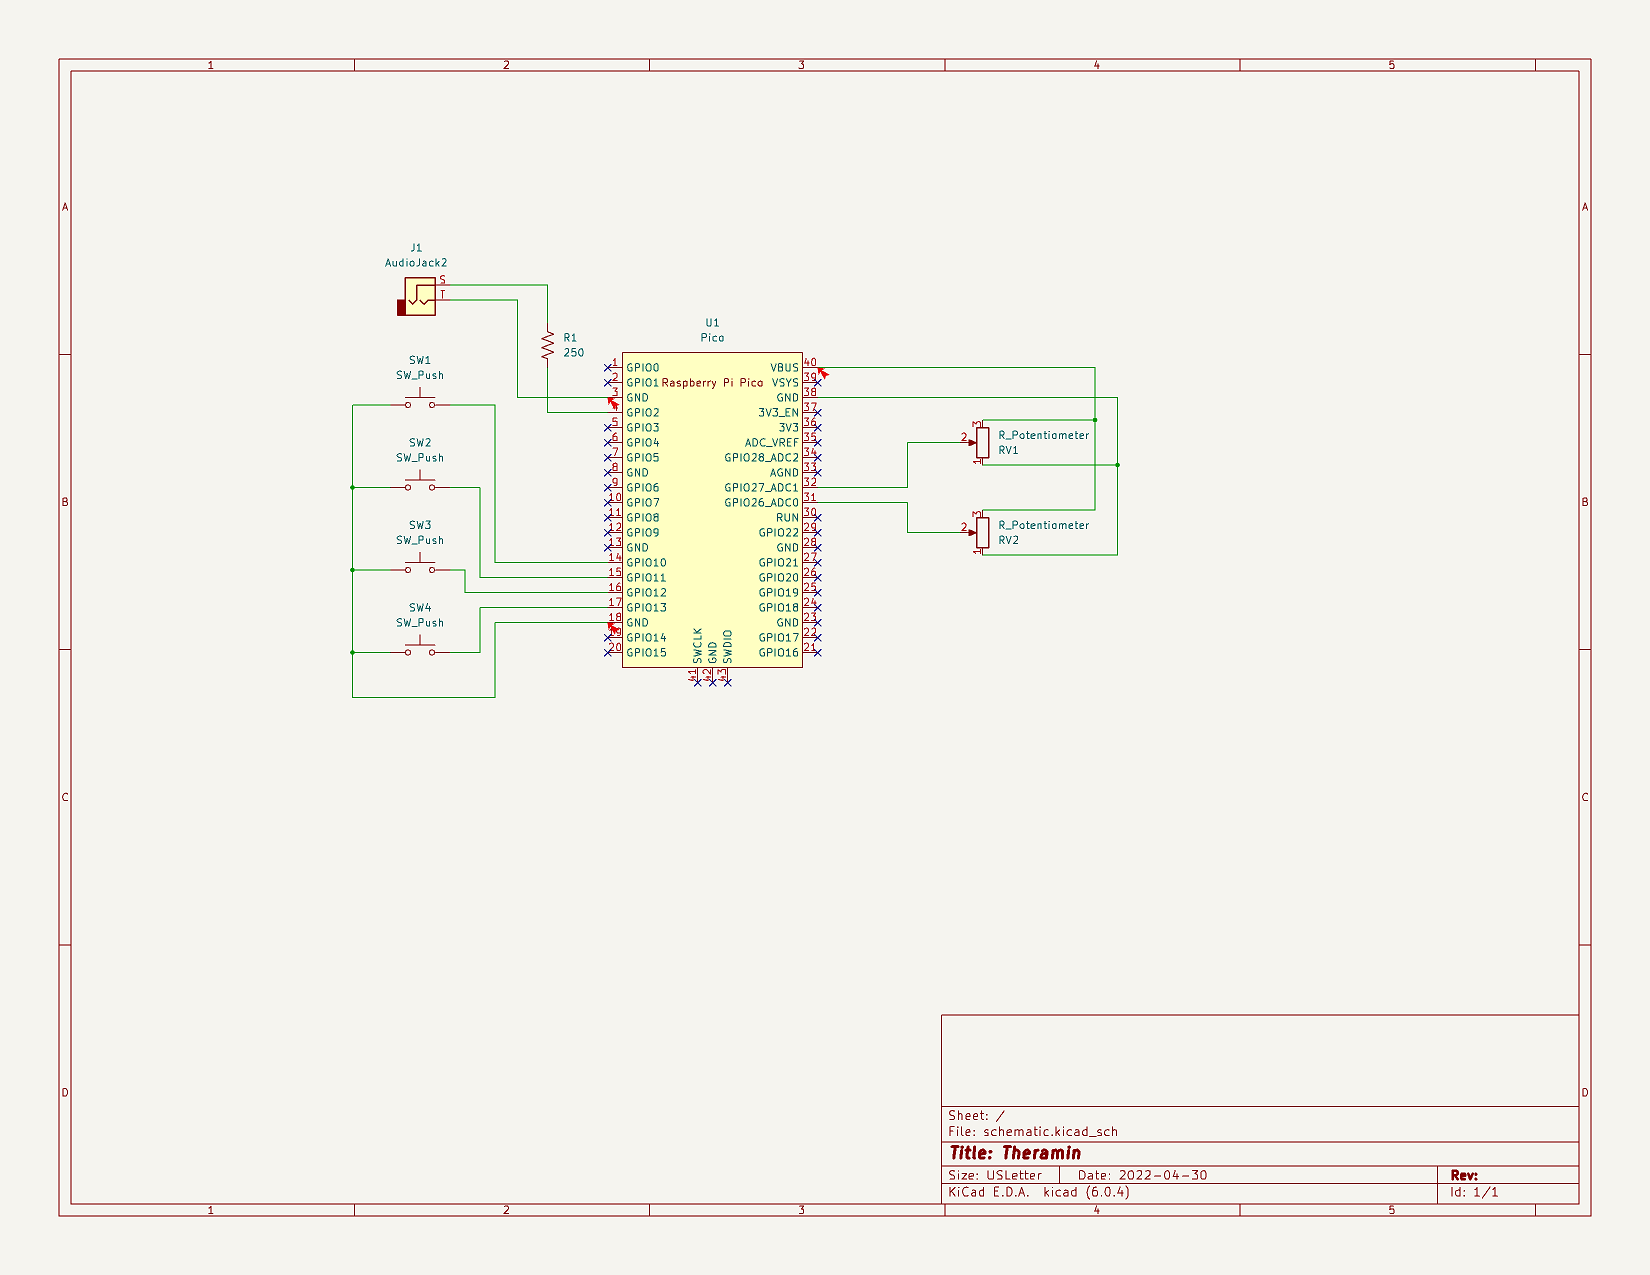 1 2 3 4 5
A A
J1
AudioJack2
S
T
U1
Pico
R1
250
SW1
SW_Push
SW2
SW_Push
SW3
SW_Push
SW4
SW_Push
Raspberry Pi Pico
1 GPIO0
2 GPIO1
3 GND
GPIO2
5 GPIO3
6 GPIO4
7 GPIO5
8 GND
9 GPIO6
10 GPIO7
11 GPIO8
12 GPIO9
13 GND
14 GPIO10
15 GPIO11
16 GPIO12
17 GPIO13
18 GND
19 GPIO14
20 GPIO15
VBUS 40
VSYS 39
GND 38
3V3_EN 37
3V3 36
ADC_VREF 35
GPIO28_ADC2 34
AGND 33
GPIO27_ADC1 32
GPIO26_ADC0 31
RUN 30
GPIO22 29
GND 28
GPIO21 27
GPIO20 26
GPIO19 25
GPIO18 24
GND 23
GPIO17 22
GPIO16 21
SWCLK 41
GND 42
SWDIO 43
3
2
1
R_Potentiometer
RV1
3
2
1
R_Potentiometer
RV2
B B
C C
D D
Sheet: /
File: schematic.kicad_sch
Title: Theramin
Size: USLetter Date: 2022-04-30 Rev:
KiCad E.D.A. kicad (6.0.4) Id: 1/1
1 2 3 4 5